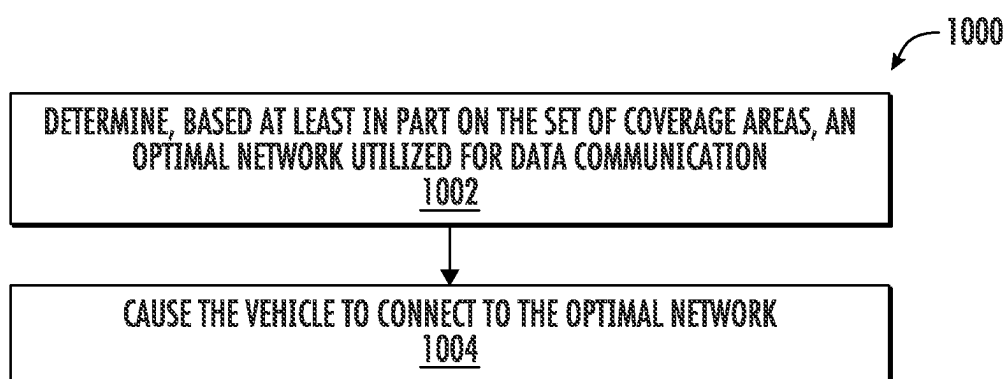 1000
DETERMINE, BASED AT LEAST IN PART ON THE SET OF COVERAGE AREAS, AN
OPTIMAL NETWORK UTILIZED FOR DATA COMMUNICATION
1002
CAUSE THE VEHICLE TO CONNECT TO THE OPTIMAL NETWORK
1004